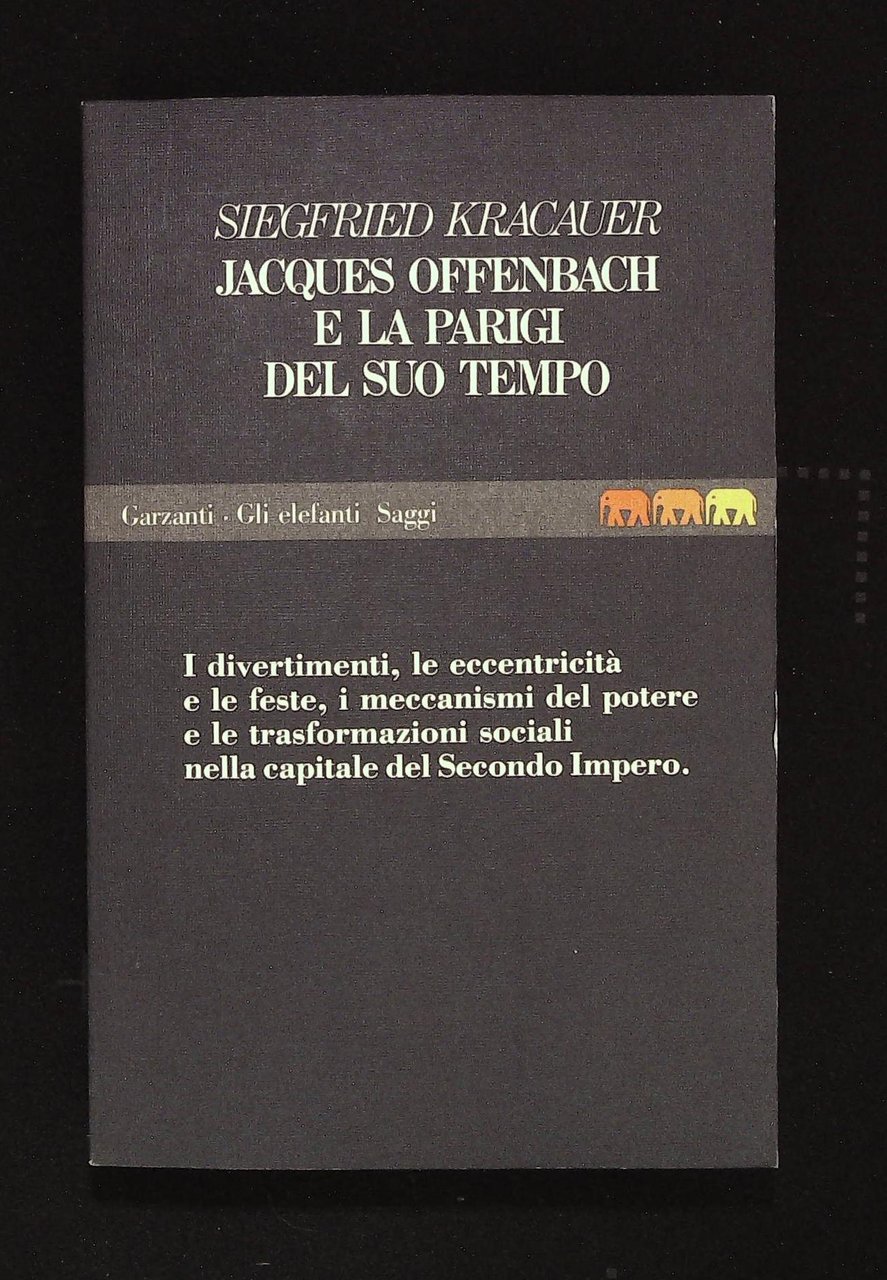 SIEGFRIED KRACAUER
JACQUES OFFENBACH
E LA PARIGI
DEL SUO TEMPO
Garzanti · Gli elefanti Saggi
I divertimenti, le eccentricità
e le feste, i meccanismi del potere
e le trasformazioni sociali
nella capitale del Secondo Impero.